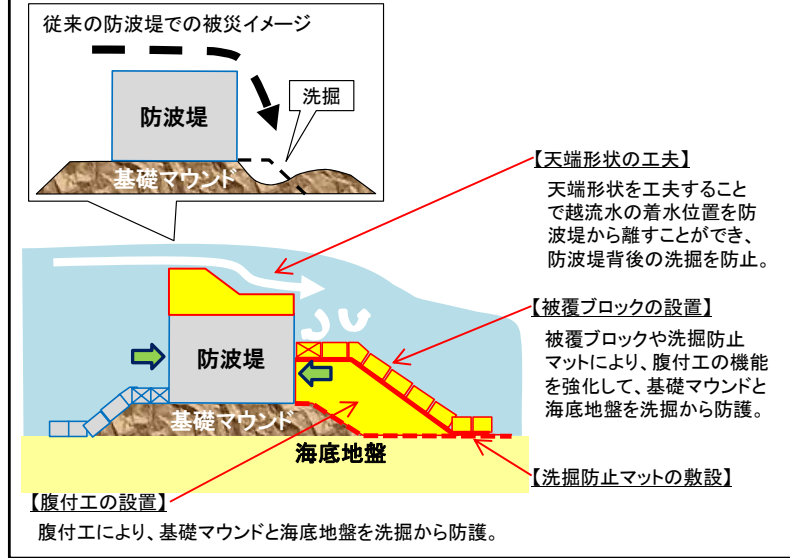 従来の防波堤での被災イメージ
洗掘
防波堤
基礎マウンド
【天端形状の工夫】
天端形状を工夫すること
で越流水の着水位置を防
波堤から離すことができ、
防波堤背後の洗掘を防止。
【被覆ブロックの設置】
被覆ブロックや洗掘防止
マットにより、腹付工の機能
を強化して、基礎マウンドと
海底地盤を洗掘から防護。
防波堤
基礎マウンド
海底地盤
【洗掘防止マットの敷設】
【腹付工の設置】
腹付工により、基礎マウンドと海底地盤を洗掘から防護。